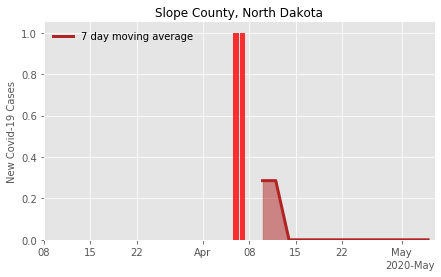 Slope County, North Dakota
7 day moving average
New Covid-19 Cases
1.0
0.8
0.6
0.4
0.2
0.0
08 15 22 Apr 08 15 22 May
2020-May